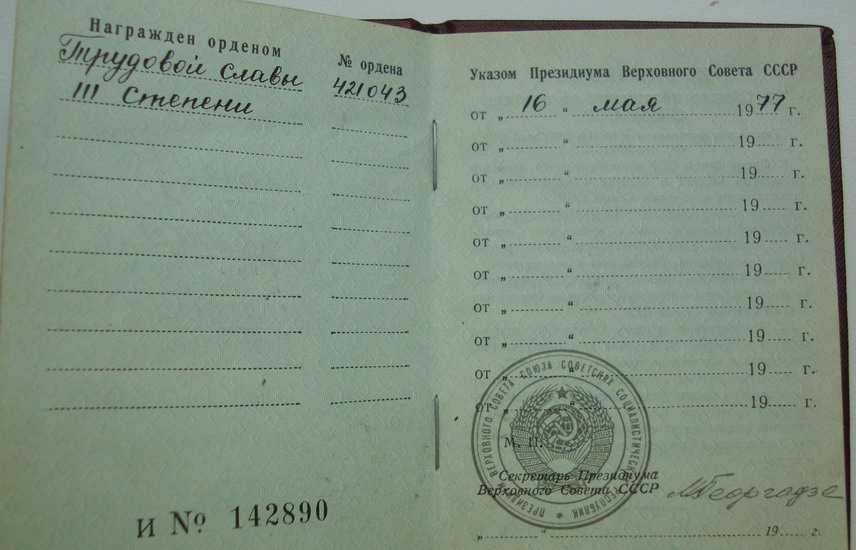 Награжден орденом
Трудовой Славы
III Степени
№ ордена
421043
И № 142890
Указом Президиума Верховного Совета СССР
от „ 16 “ мая 1977 г.
от „ “ 19 г.
от „ “ 19 г.
от „ “ 19 г.
от „ “ 19 г.
от „ “ 19 г.
от „ “ 19 г.
от „ “ 19 г.
от „ “ 19 г.
от „ “ 19 г.
ПРЕЗИДИУМ ВЕРХОВНОГО СОВЕТА СОЮЗА СОВЕТСКИХ СОЦИАЛИСТИЧЕСКИХ РЕСПУБЛИК
М. П.
Секретарь Президиума
Верховного Совета СССР
МГеоргадзе
„ “ 19 г.